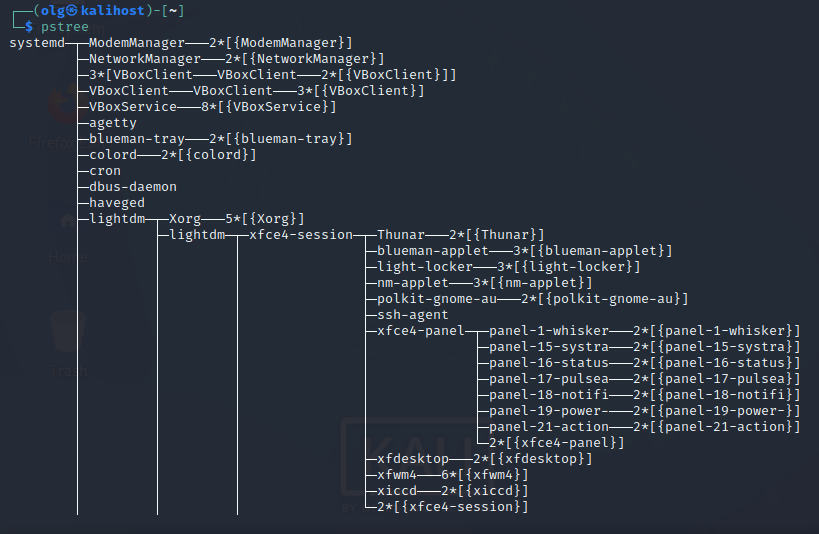 ┌──(olg㉿kalihost)-[~]
└─$ pstree
systemd─┬─ModemManager───2*[{ModemManager}]
        ├─NetworkManager───2*[{NetworkManager}]
        ├─3*[VBoxClient───VBoxClient───2*[{VBoxClient}]]
        ├─VBoxClient───VBoxClient───3*[{VBoxClient}]
        ├─VBoxService───8*[{VBoxService}]
        ├─agetty
        ├─blueman-tray───2*[{blueman-tray}]
        ├─colord───2*[{colord}]
        ├─cron
        ├─dbus-daemon
        ├─haveged
        ├─lightdm─┬─Xorg───5*[{Xorg}]
        │         ├─lightdm─┬─xfce4-session─┬─Thunar───2*[{Thunar}]
        │         │         │               ├─blueman-applet───3*[{blueman-applet}]
        │         │         │               ├─light-locker───3*[{light-locker}]
        │         │         │               ├─nm-applet───3*[{nm-applet}]
        │         │         │               ├─polkit-gnome-au───2*[{polkit-gnome-au}]
        │         │         │               ├─ssh-agent
        │         │         │               ├─xfce4-panel─┬─panel-1-whisker───2*[{panel-1-whisker}]
        │         │         │               │             ├─panel-15-systra───2*[{panel-15-systra}]
        │         │         │               │             ├─panel-16-status───2*[{panel-16-status}]
        │         │         │               │             ├─panel-17-pulsea───2*[{panel-17-pulsea}]
        │         │         │               │             ├─panel-18-notifi───2*[{panel-18-notifi}]
        │         │         │               │             ├─panel-19-power-───2*[{panel-19-power-}]
        │         │         │               │             ├─panel-21-action───2*[{panel-21-action}]
        │         │         │               │             └─2*[{xfce4-panel}]
        │         │         │               ├─xfdesktop───2*[{xfdesktop}]
        │         │         │               ├─xfwm4───6*[{xfwm4}]
        │         │         │               ├─xiccd───2*[{xiccd}]
        │         │         │               └─2*[{xfce4-session}]
Home
Trash
KALI